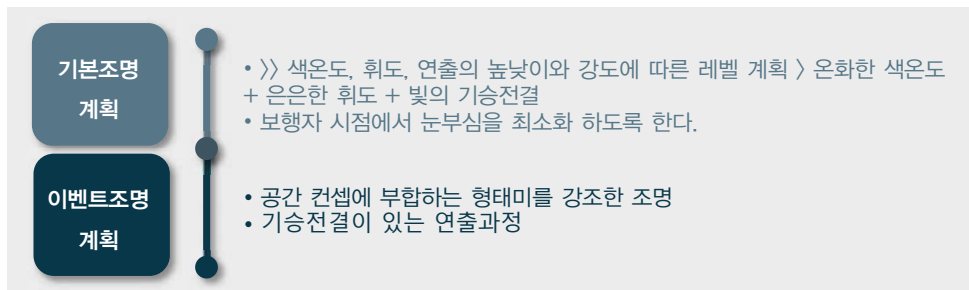 기본조명
계획
• 》 색온도, 휘도, 연출의 높낮이와 강도에 따른 레벨 계획 〉 온화한 색온도
+ 은은한 휘도 + 빛의 기승전결
• 보행자 시점에서 눈부심을 최소화 하도록 한다.
이벤트조명
계획
• 공간 컨셉에 부합하는 형태미를 강조한 조명
• 기승전결이 있는 연출과정